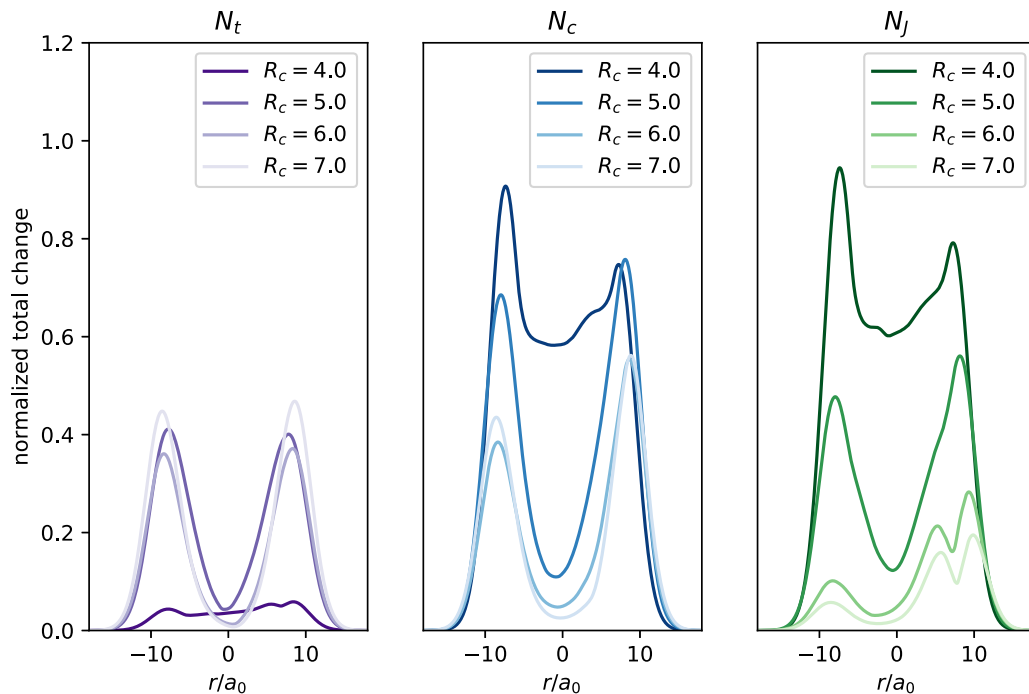 N_t
N_c
N_J
normalized total change
1.2
1.0
0.8
0.6
0.4
0.2
0.0
R_c = 4.0
R_c = 5.0
R_c = 6.0
R_c = 7.0
R_c = 4.0
R_c = 5.0
R_c = 6.0
R_c = 7.0
R_c = 4.0
R_c = 5.0
R_c = 6.0
R_c = 7.0
−10 0 10
−10 0 10
−10 0 10
r/a_0
r/a_0
r/a_0